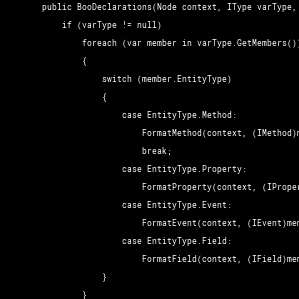 public BooDeclarations(Node context, IType varType,
if (varType != null)
foreach (var member in varType.GetMembers())
{
switch (member.EntityType)
{
case EntityType.Method:
FormatMethod(context, (IMethod)m
break;
case EntityType.Property:
FormatProperty(context, (IProper
case EntityType.Event:
FormatEvent(context, (IEvent)mem
case EntityType.Field:
FormatField(context, (IField)mem
}
}